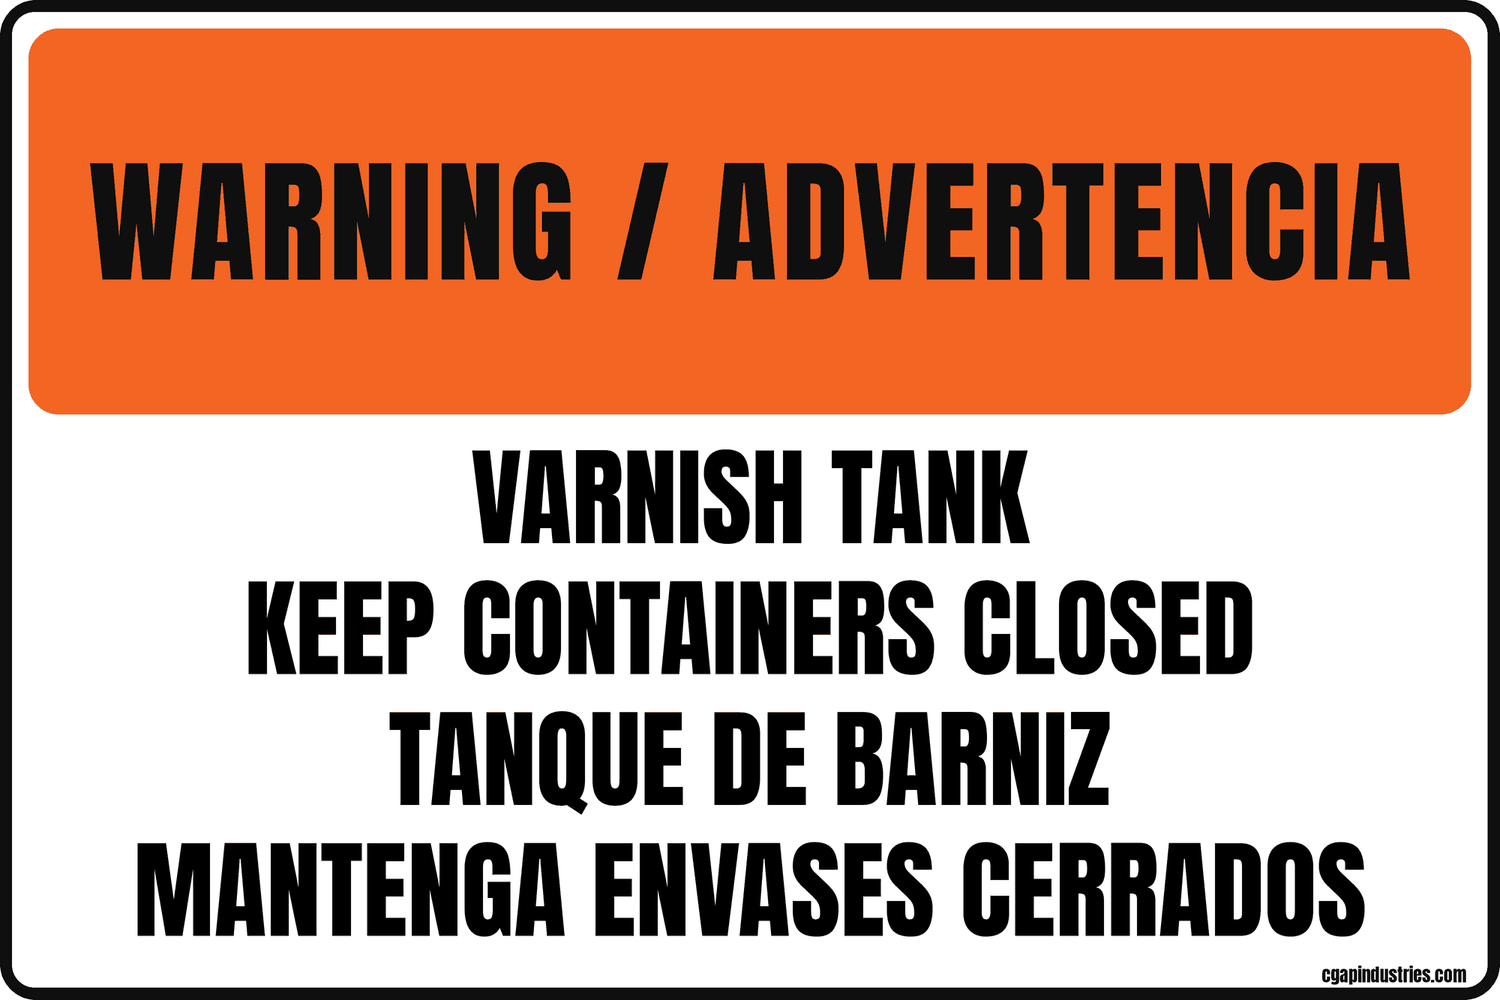 WARNING / ADVERTENCIA
VARNISH TANK
KEEP CONTAINERS CLOSED
TANQUE DE BARNIZ
MANTENGA ENVASES CERRADOS
cgapindustries.com